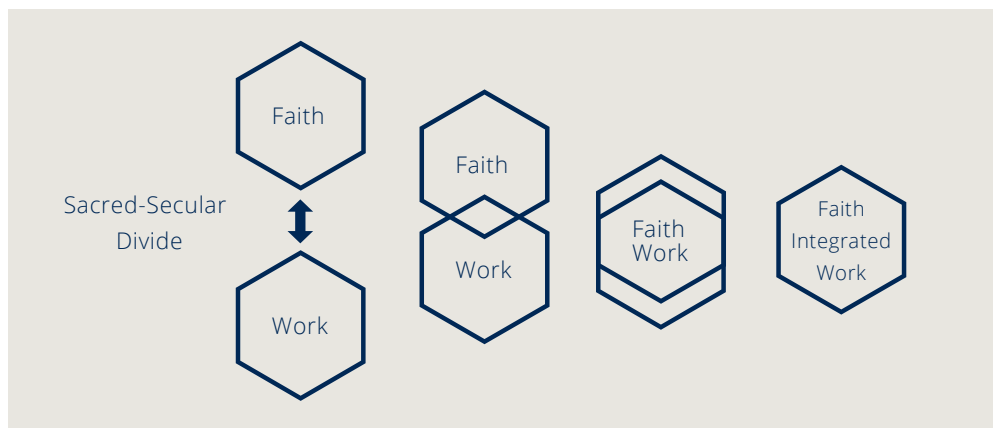 Sacred-Secular
Divide
Faith
Work
Faith
Work
Faith
Work
Faith
Integrated
Work